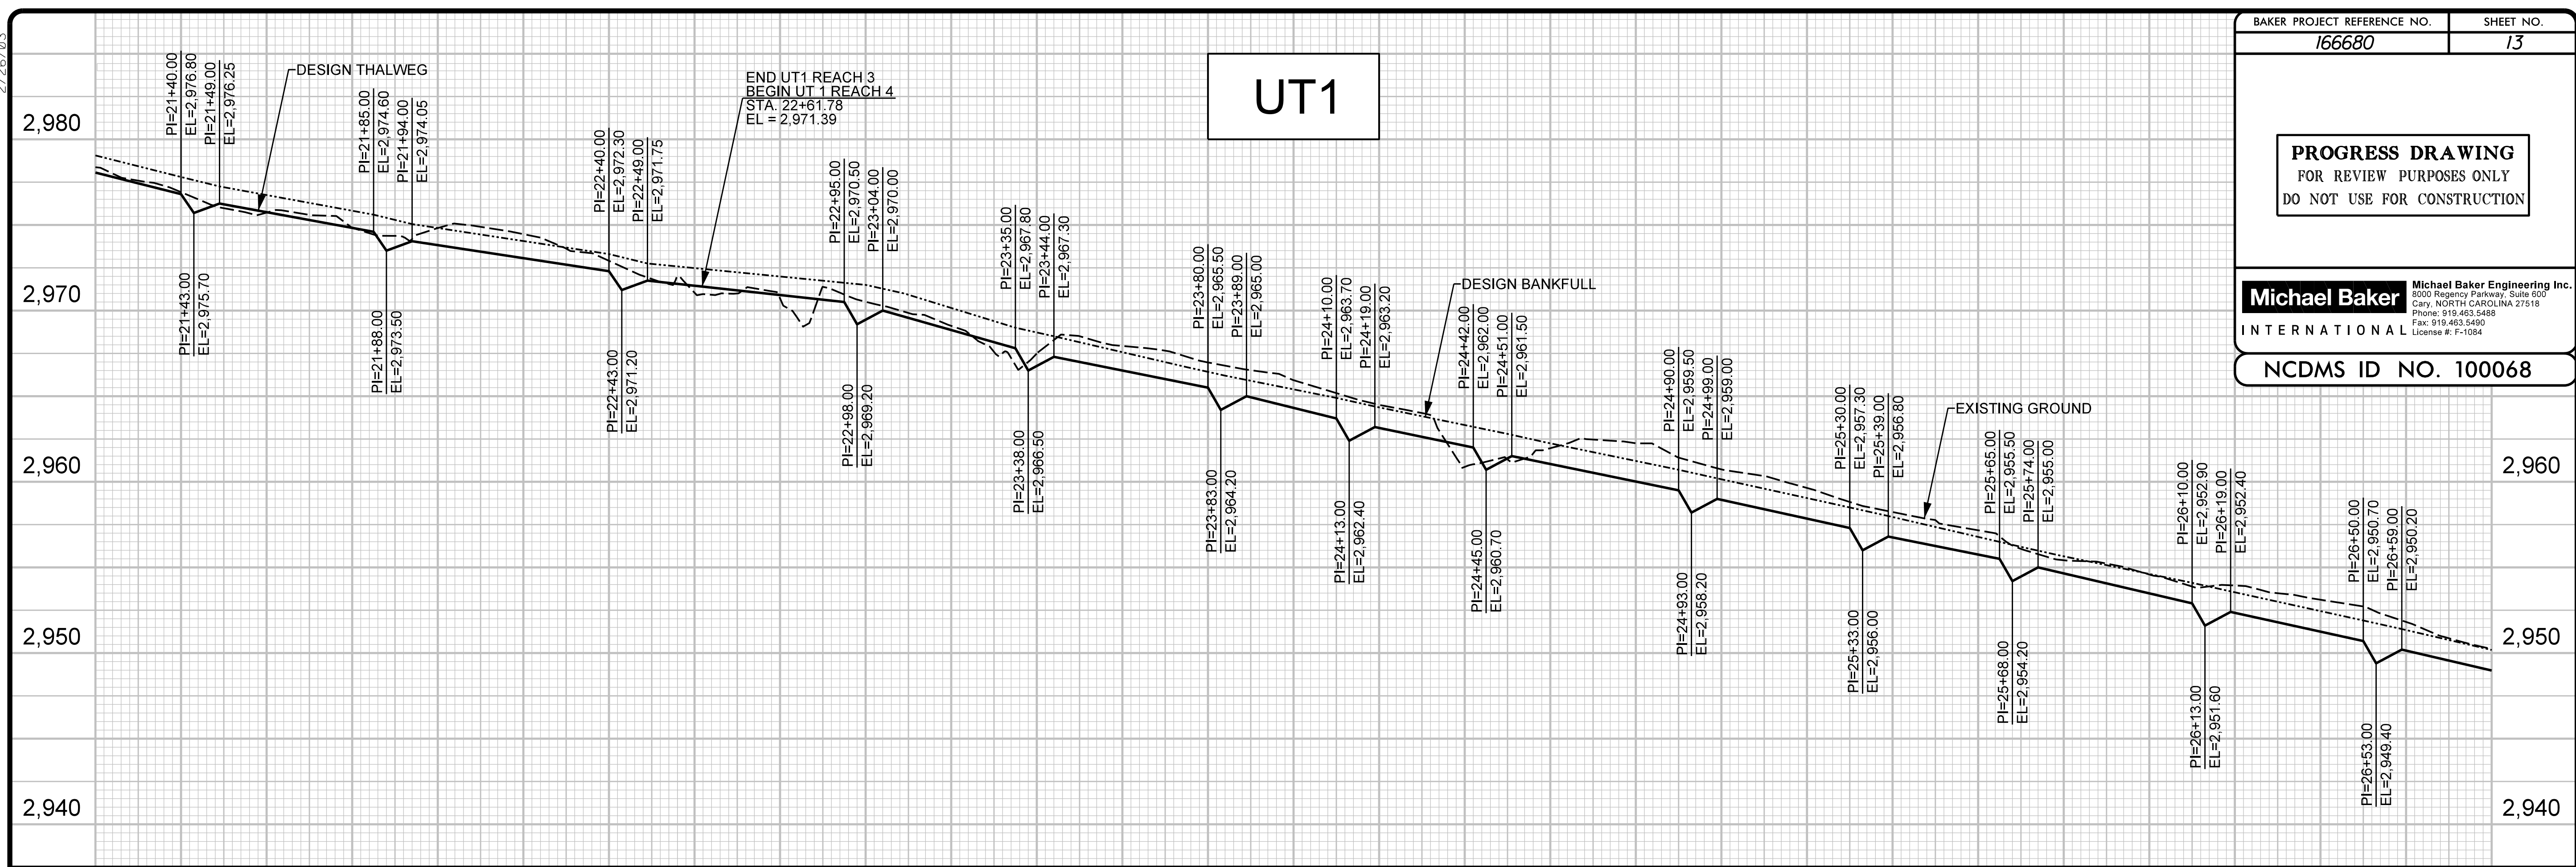 BAKER PROJECT REFERENCE NO.
SHEET NO.
166680
13
PROGRESS DRAWING
FOR REVIEW PURPOSES ONLY
DO NOT USE FOR CONSTRUCTION
Michael Baker
INTERNATIONAL
Michael Baker Engineering Inc.
8000 Regency Parkway, Suite 600
Cary, NORTH CAROLINA 27518
Phone: 919.463.5488
Fax: 919.463.5490
License #: F-1084
NCDMS ID NO. 100068
UT1
DESIGN THALWEG
END UT1 REACH 3
BEGIN UT 1 REACH 4
STA. 22+61.78
EL = 2,971.39
DESIGN BANKFULL
EXISTING GROUND
2,980
2,970
2,960
2,950
2,940
2,960
2,950
2,940
PI=21+40.00
EL=2,976.80
PI=21+49.00
EL=2,976.25
PI=21+85.00
EL=2,974.60
PI=21+94.00
EL=2,974.05
PI=22+40.00
EL=2,972.30
PI=22+49.00
EL=2,971.75
PI=22+95.00
EL=2,970.50
PI=23+04.00
EL=2,970.00
PI=23+35.00
EL=2,967.80
PI=23+44.00
EL=2,967.30
PI=23+80.00
EL=2,965.50
PI=23+89.00
EL=2,965.00
PI=24+10.00
EL=2,963.70
PI=24+19.00
EL=2,963.20
PI=24+42.00
EL=2,962.00
PI=24+51.00
EL=2,961.50
PI=24+90.00
EL=2,959.50
PI=24+99.00
EL=2,959.00
PI=25+30.00
EL=2,957.30
PI=25+39.00
EL=2,956.80
PI=25+65.00
EL=2,955.50
PI=25+74.00
EL=2,955.00
PI=26+10.00
EL=2,952.90
PI=26+19.00
EL=2,952.40
PI=26+50.00
EL=2,950.70
PI=26+59.00
EL=2,950.20
PI=21+43.00
EL=2,975.70
PI=21+88.00
EL=2,973.50
PI=22+43.00
EL=2,971.20
PI=22+98.00
EL=2,969.20
PI=23+38.00
EL=2,966.50
PI=23+83.00
EL=2,964.20
PI=24+13.00
EL=2,962.40
PI=24+45.00
EL=2,960.70
PI=24+93.00
EL=2,958.20
PI=25+33.00
EL=2,956.00
PI=25+68.00
EL=2,954.20
PI=26+13.00
EL=2,951.60
PI=26+53.00
EL=2,949.40